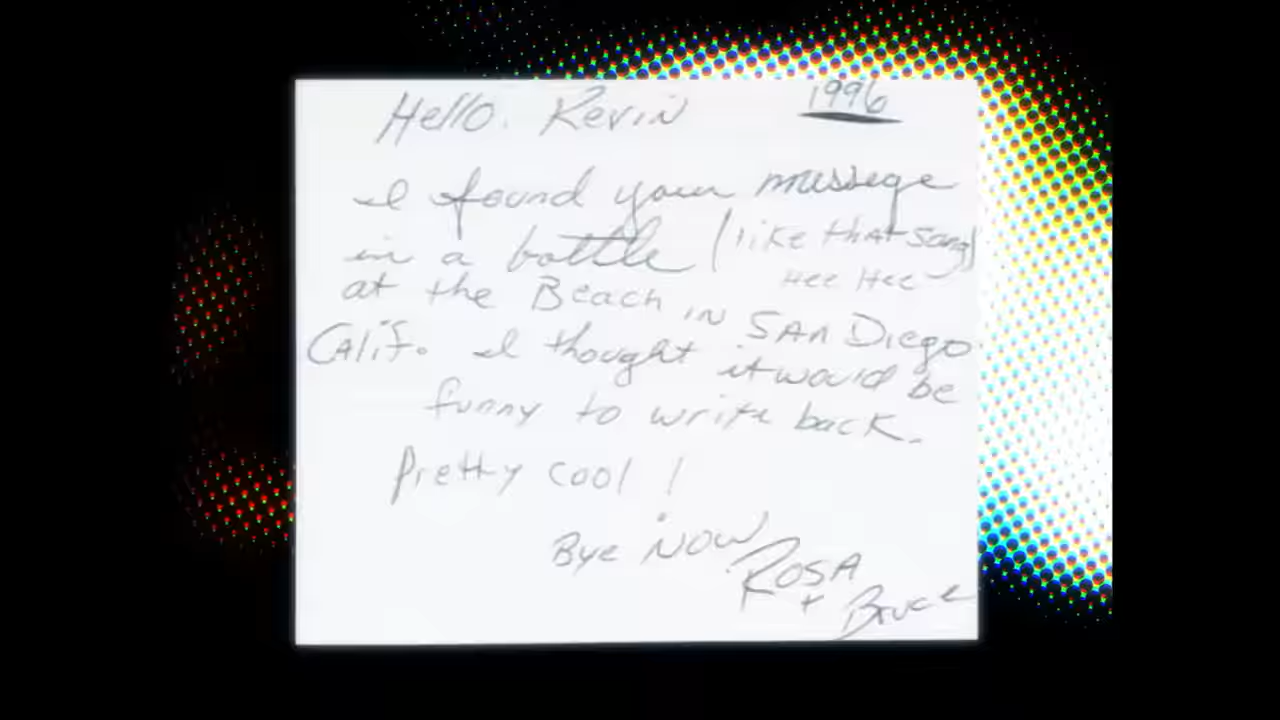 Hello. Kevin 1996
I found your messege
in a bottle (like that song)
Hee Hee
at the Beach in San Diego
Calif. I thought it would be
funny to write back.
Pretty cool!
Bye Now
Rosa
+ Bruce